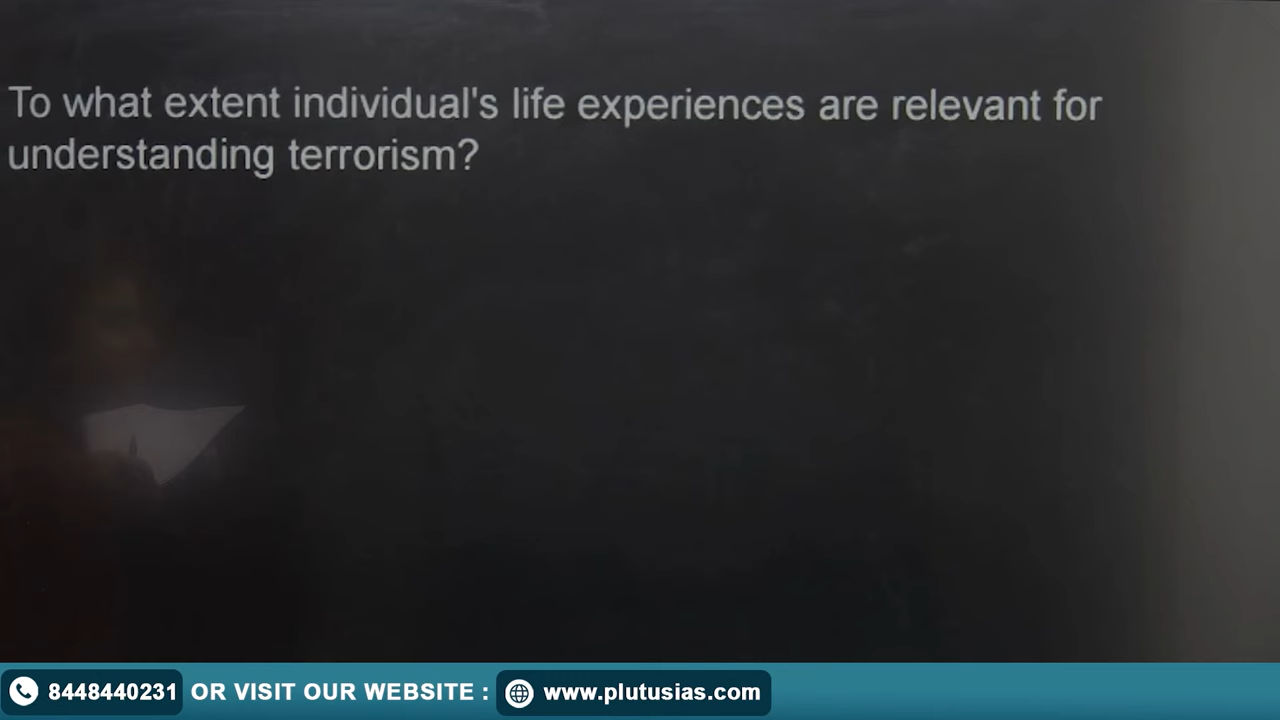 To what extent individual's life experiences are relevant for
understanding terrorism?
8448440231 OR VISIT OUR WEBSITE : www.plutusias.com